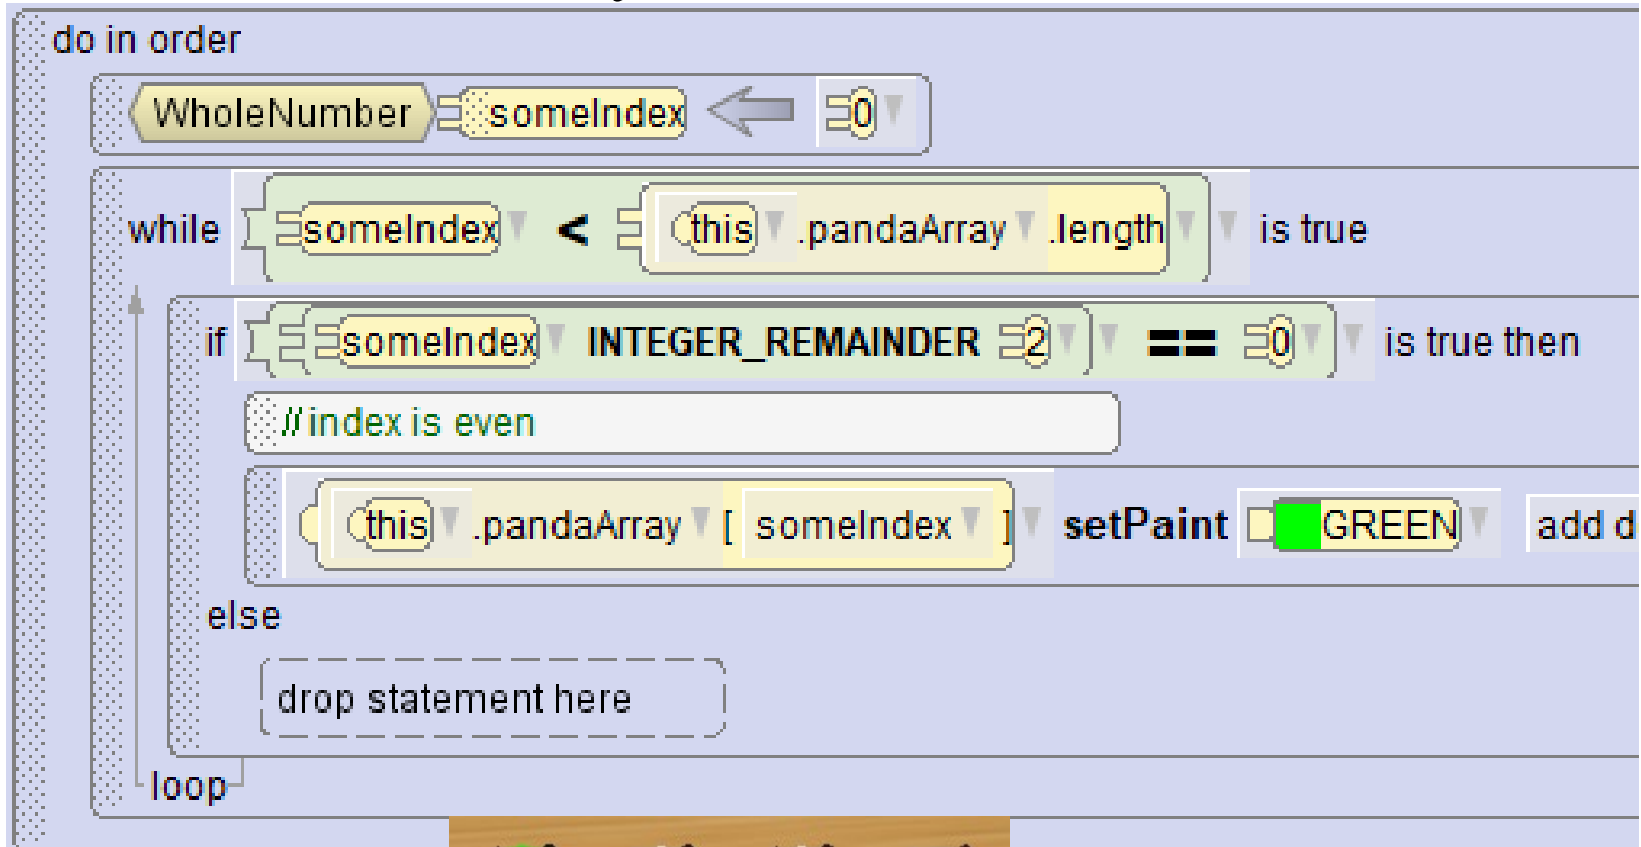 do in order
WholeNumber someIndex 0
while someIndex < this .pandaArray .length is true
if someIndex INTEGER_REMAINDER 2 == 0 is true then
//index is even
this .pandaArray [ someIndex ] setPaint GREEN add d
else
drop statement here
loop